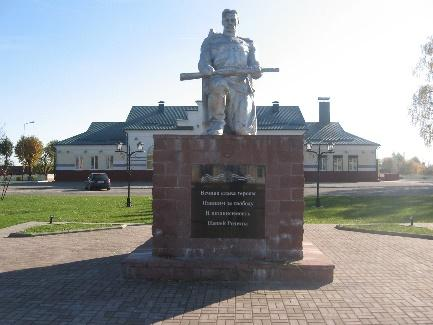 Вечная слава героям
Павшим за свободу
И независимость
Нашей Родины